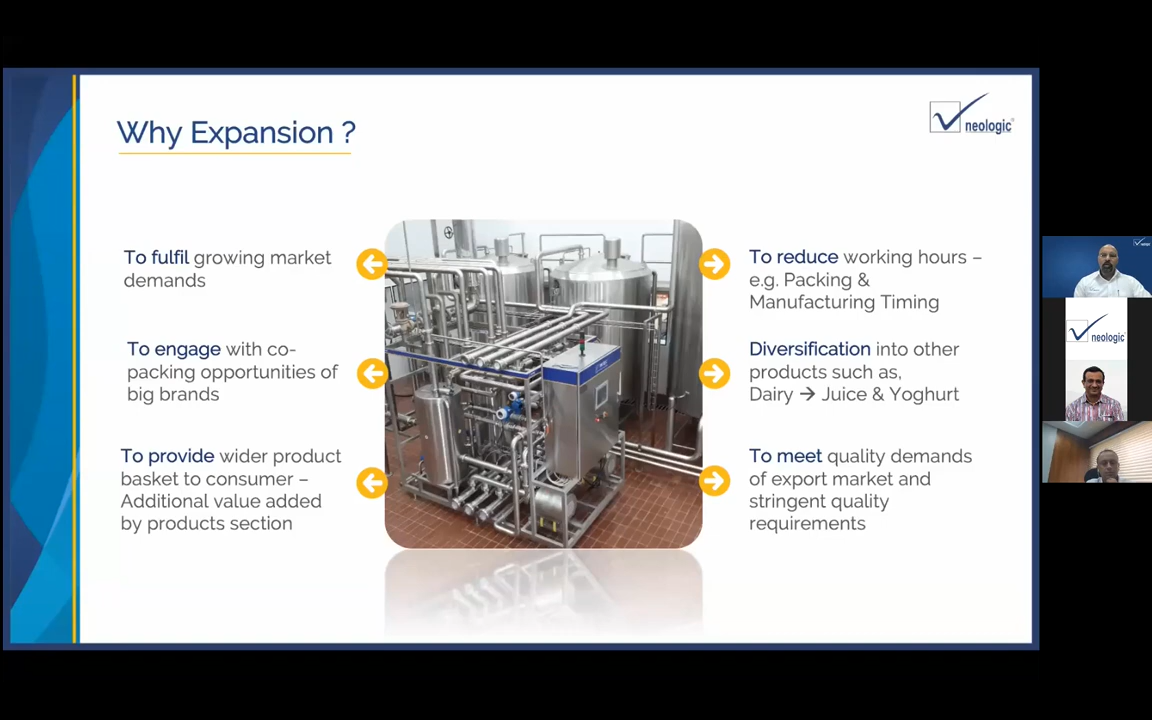 Why Expansion ?
neologic®
To fulfil growing market
demands
To engage with co-
packing opportunities of
big brands
To provide wider product
basket to consumer –
Additional value added
by products section
To reduce working hours –
e.g. Packing &
Manufacturing Timing
Diversification into other
products such as,
Dairy → Juice & Yoghurt
To meet quality demands
of export market and
stringent quality
requirements
neologic